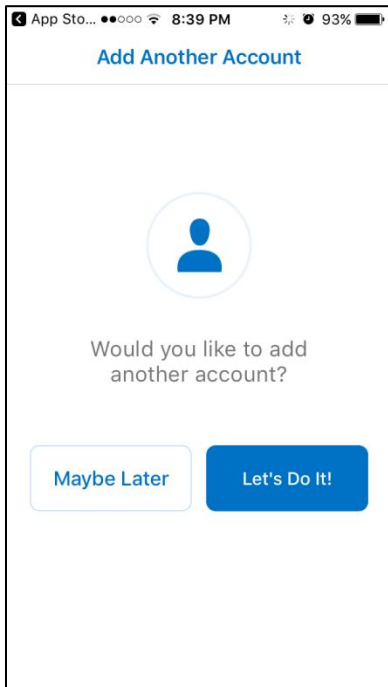 App Sto... 8:39 PM 93%
Add Another Account
Would you like to add
another account?
Maybe Later
Let's Do It!